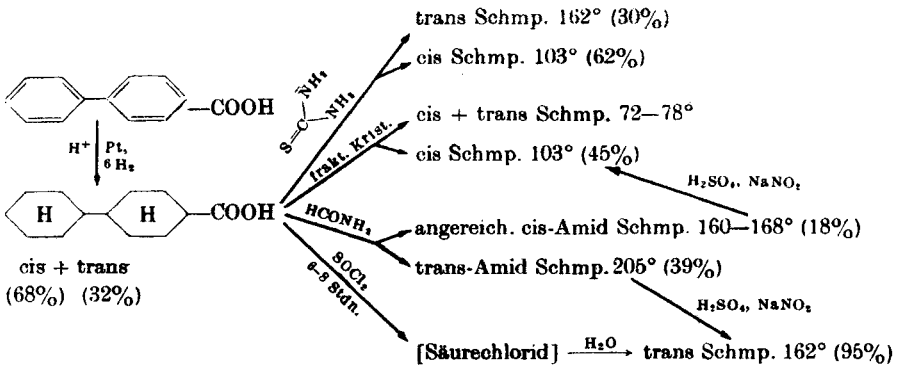 trans Schmp. 162° (30%)
cis Schmp. 103° (62%)
COOH
NH₂
NH₂
C
S
H⁺ Pt,
6 H₂
cis + trans Schmp. 72—78°
frakt. Krist.
cis Schmp. 103° (45%)
H₂SO₄, NaNO₂
H H COOH
HCONH₂
angereich. cis-Amid Schmp. 160—168° (18%)
trans-Amid Schmp. 205° (39%)
cis + trans
(68%) (32%)
SOCl₂
6–8 Stdn.
H₂SO₄, NaNO₂
[Säurechlorid] H₂O trans Schmp. 162° (95%)